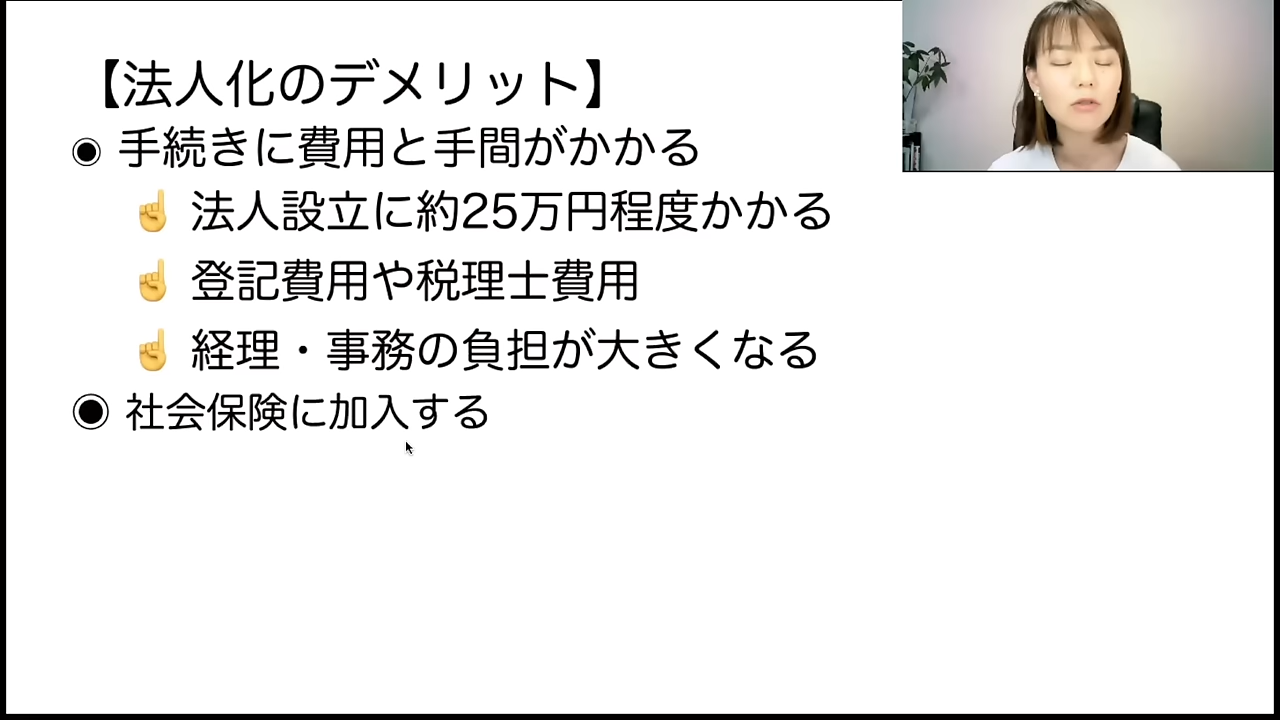 【法人化のデメリット】
◉ 手続きに費用と手間がかかる
☝ 法人設立に約25万円程度かかる
☝ 登記費用や税理士費用
☝ 経理・事務の負担が大きくなる
◉ 社会保険に加入する